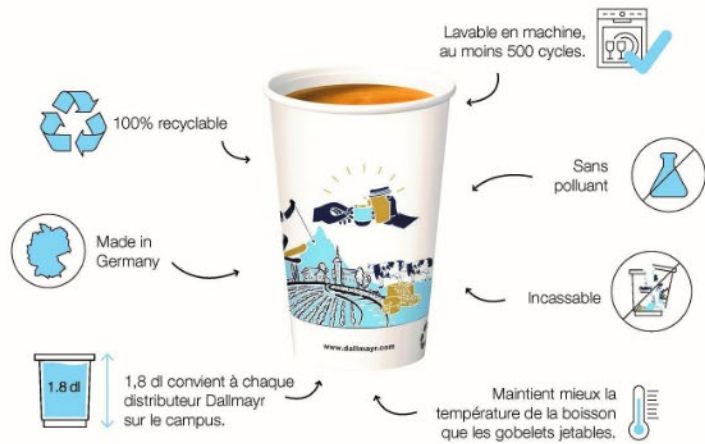 Lavable en machine,
au moins 500 cycles.
100% recyclable
Sans
polluant
Made in
Germany
Incassable
www.dallmayr.com
1.8 dl
1,8 dl convient à chaque
distributeur Dallmayr
sur le campus.
Maintient mieux la
température de la boisson
que les gobelets jetables.